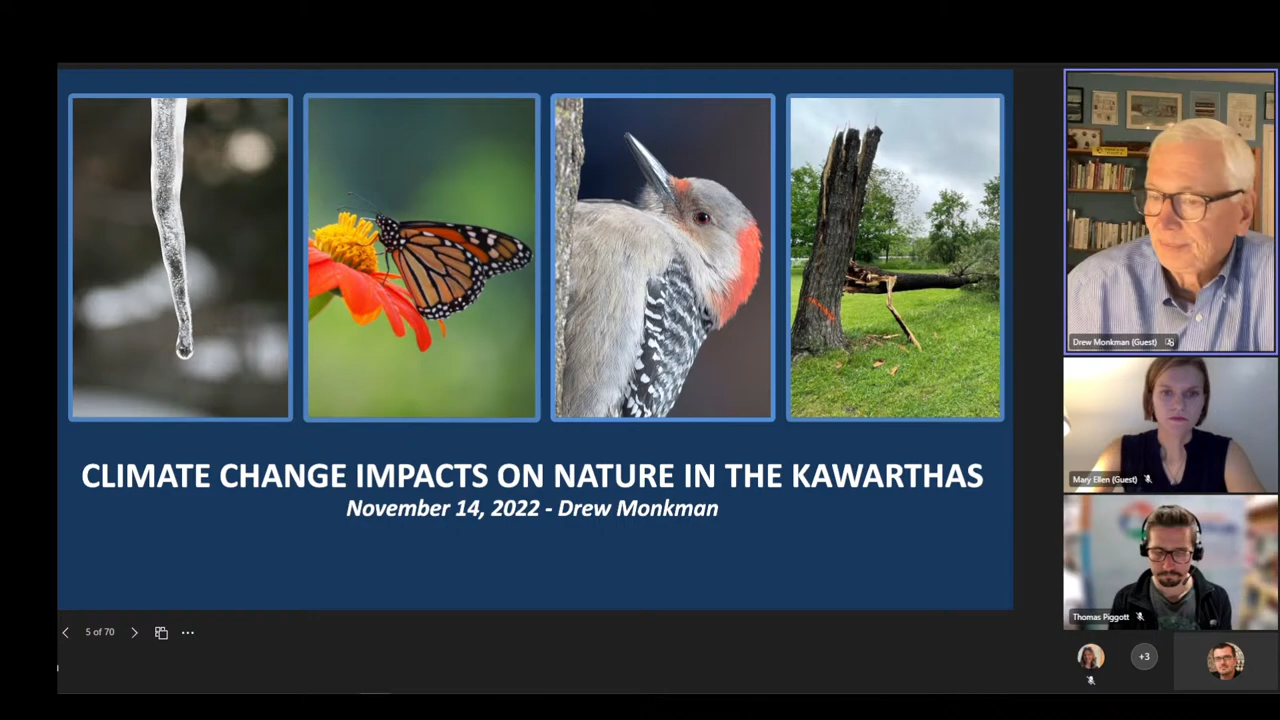 CLIMATE CHANGE IMPACTS ON NATURE IN THE KAWARTHAS
November 14, 2022 - Drew Monkman
5 of 70
Drew Monkman (Guest)
Mary Ellen (Guest)
Thomas Piggott
+3